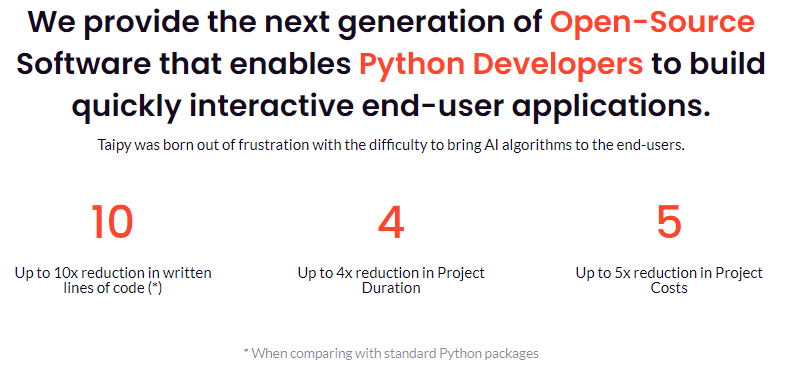 We provide the next generation of Open-Source
Software that enables Python Developers to build
quickly interactive end-user applications.
Taipy was born out of frustration with the difficulty to bring AI algorithms to the end-users.
10
4
5
Up to 10x reduction in written
lines of code (*)
Up to 4x reduction in Project
Duration
Up to 5x reduction in Project
Costs
* When comparing with standard Python packages